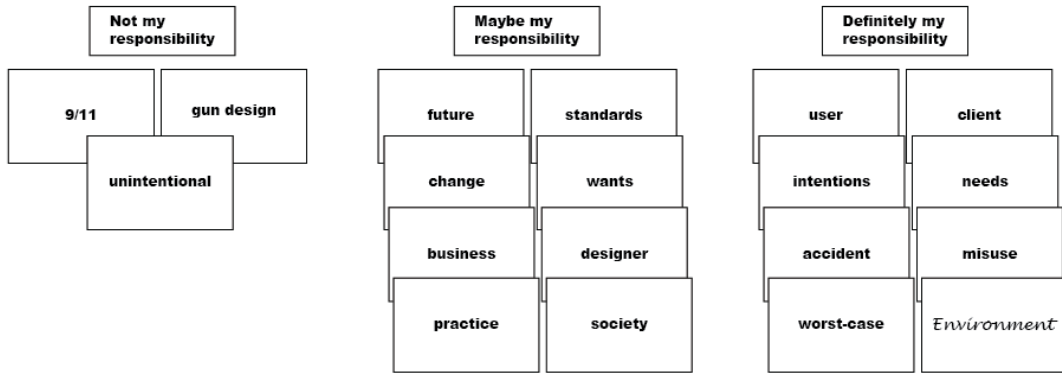 Not my
responsibility
9/11
gun design
unintentional
Maybe my
responsibility
future
standards
change
wants
business
designer
practice
society
Definitely my
responsibility
user
client
intentions
needs
accident
misuse
worst-case
Environment